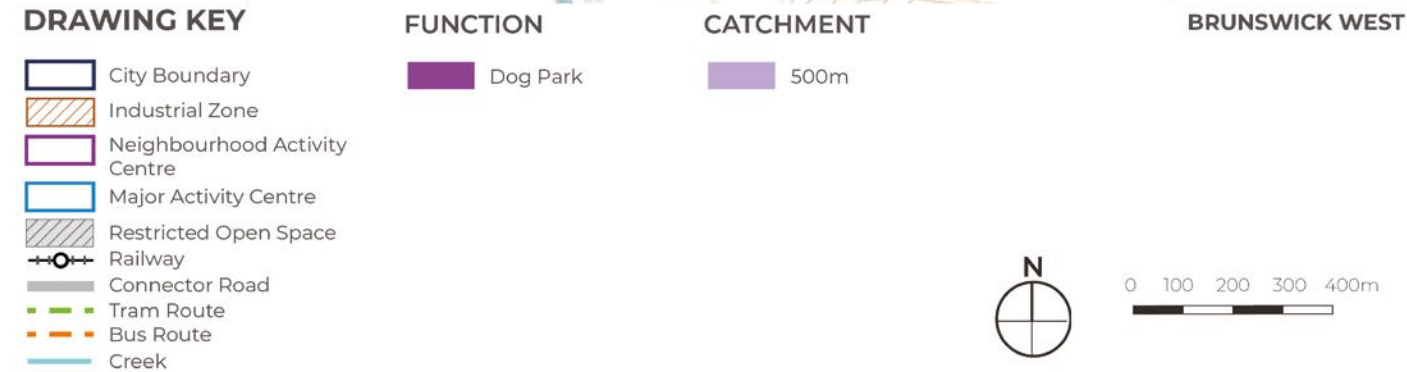 DRAWING KEY
City Boundary
Industrial Zone
Neighbourhood Activity
Centre
Major Activity Centre
Restricted Open Space
Railway
Connector Road
Tram Route
Bus Route
Creek
FUNCTION
Dog Park
CATCHMENT
500m
BRUNSWICK WEST
N
0 100 200 300 400m